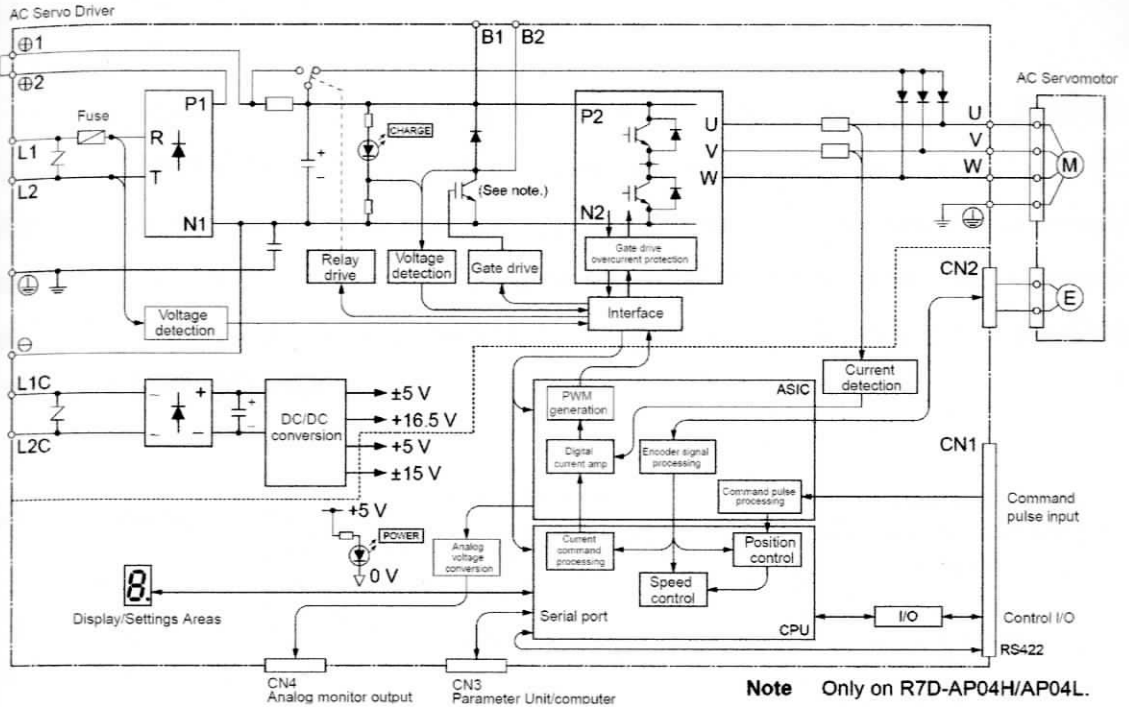 AC Servo Driver
⊕1
⊕2
B1 B2
AC Servomotor
Fuse
P1
R
T
N1
L1
L2
CHARGE
+
−
(See note.)
P2
N2
U
V
W
U
V
W
M
Gate drive
overcurrent protection
Relay
drive
Voltage
detection
Gate drive
Interface
CN2
E
Voltage
detection
⊖
L1C
L2C
~
~
+
−
+
−
DC/DC
conversion
±5 V
+16.5 V
+5 V
±15 V
Current
detection
ASIC
PWM
generation
Digital
current amp
Encoder signal
processing
Command pulse
processing
CN1
Command
pulse input
+5 V
POWER
0 V
Analog
voltage
conversion
Current
command
processing
Position
control
Speed
control
8.
Display/Settings Areas
Serial port
CPU
I/O
Control I/O
RS422
CN4
Analog monitor output
CN3
Parameter Unit/computer
Note Only on R7D-AP04H/AP04L.